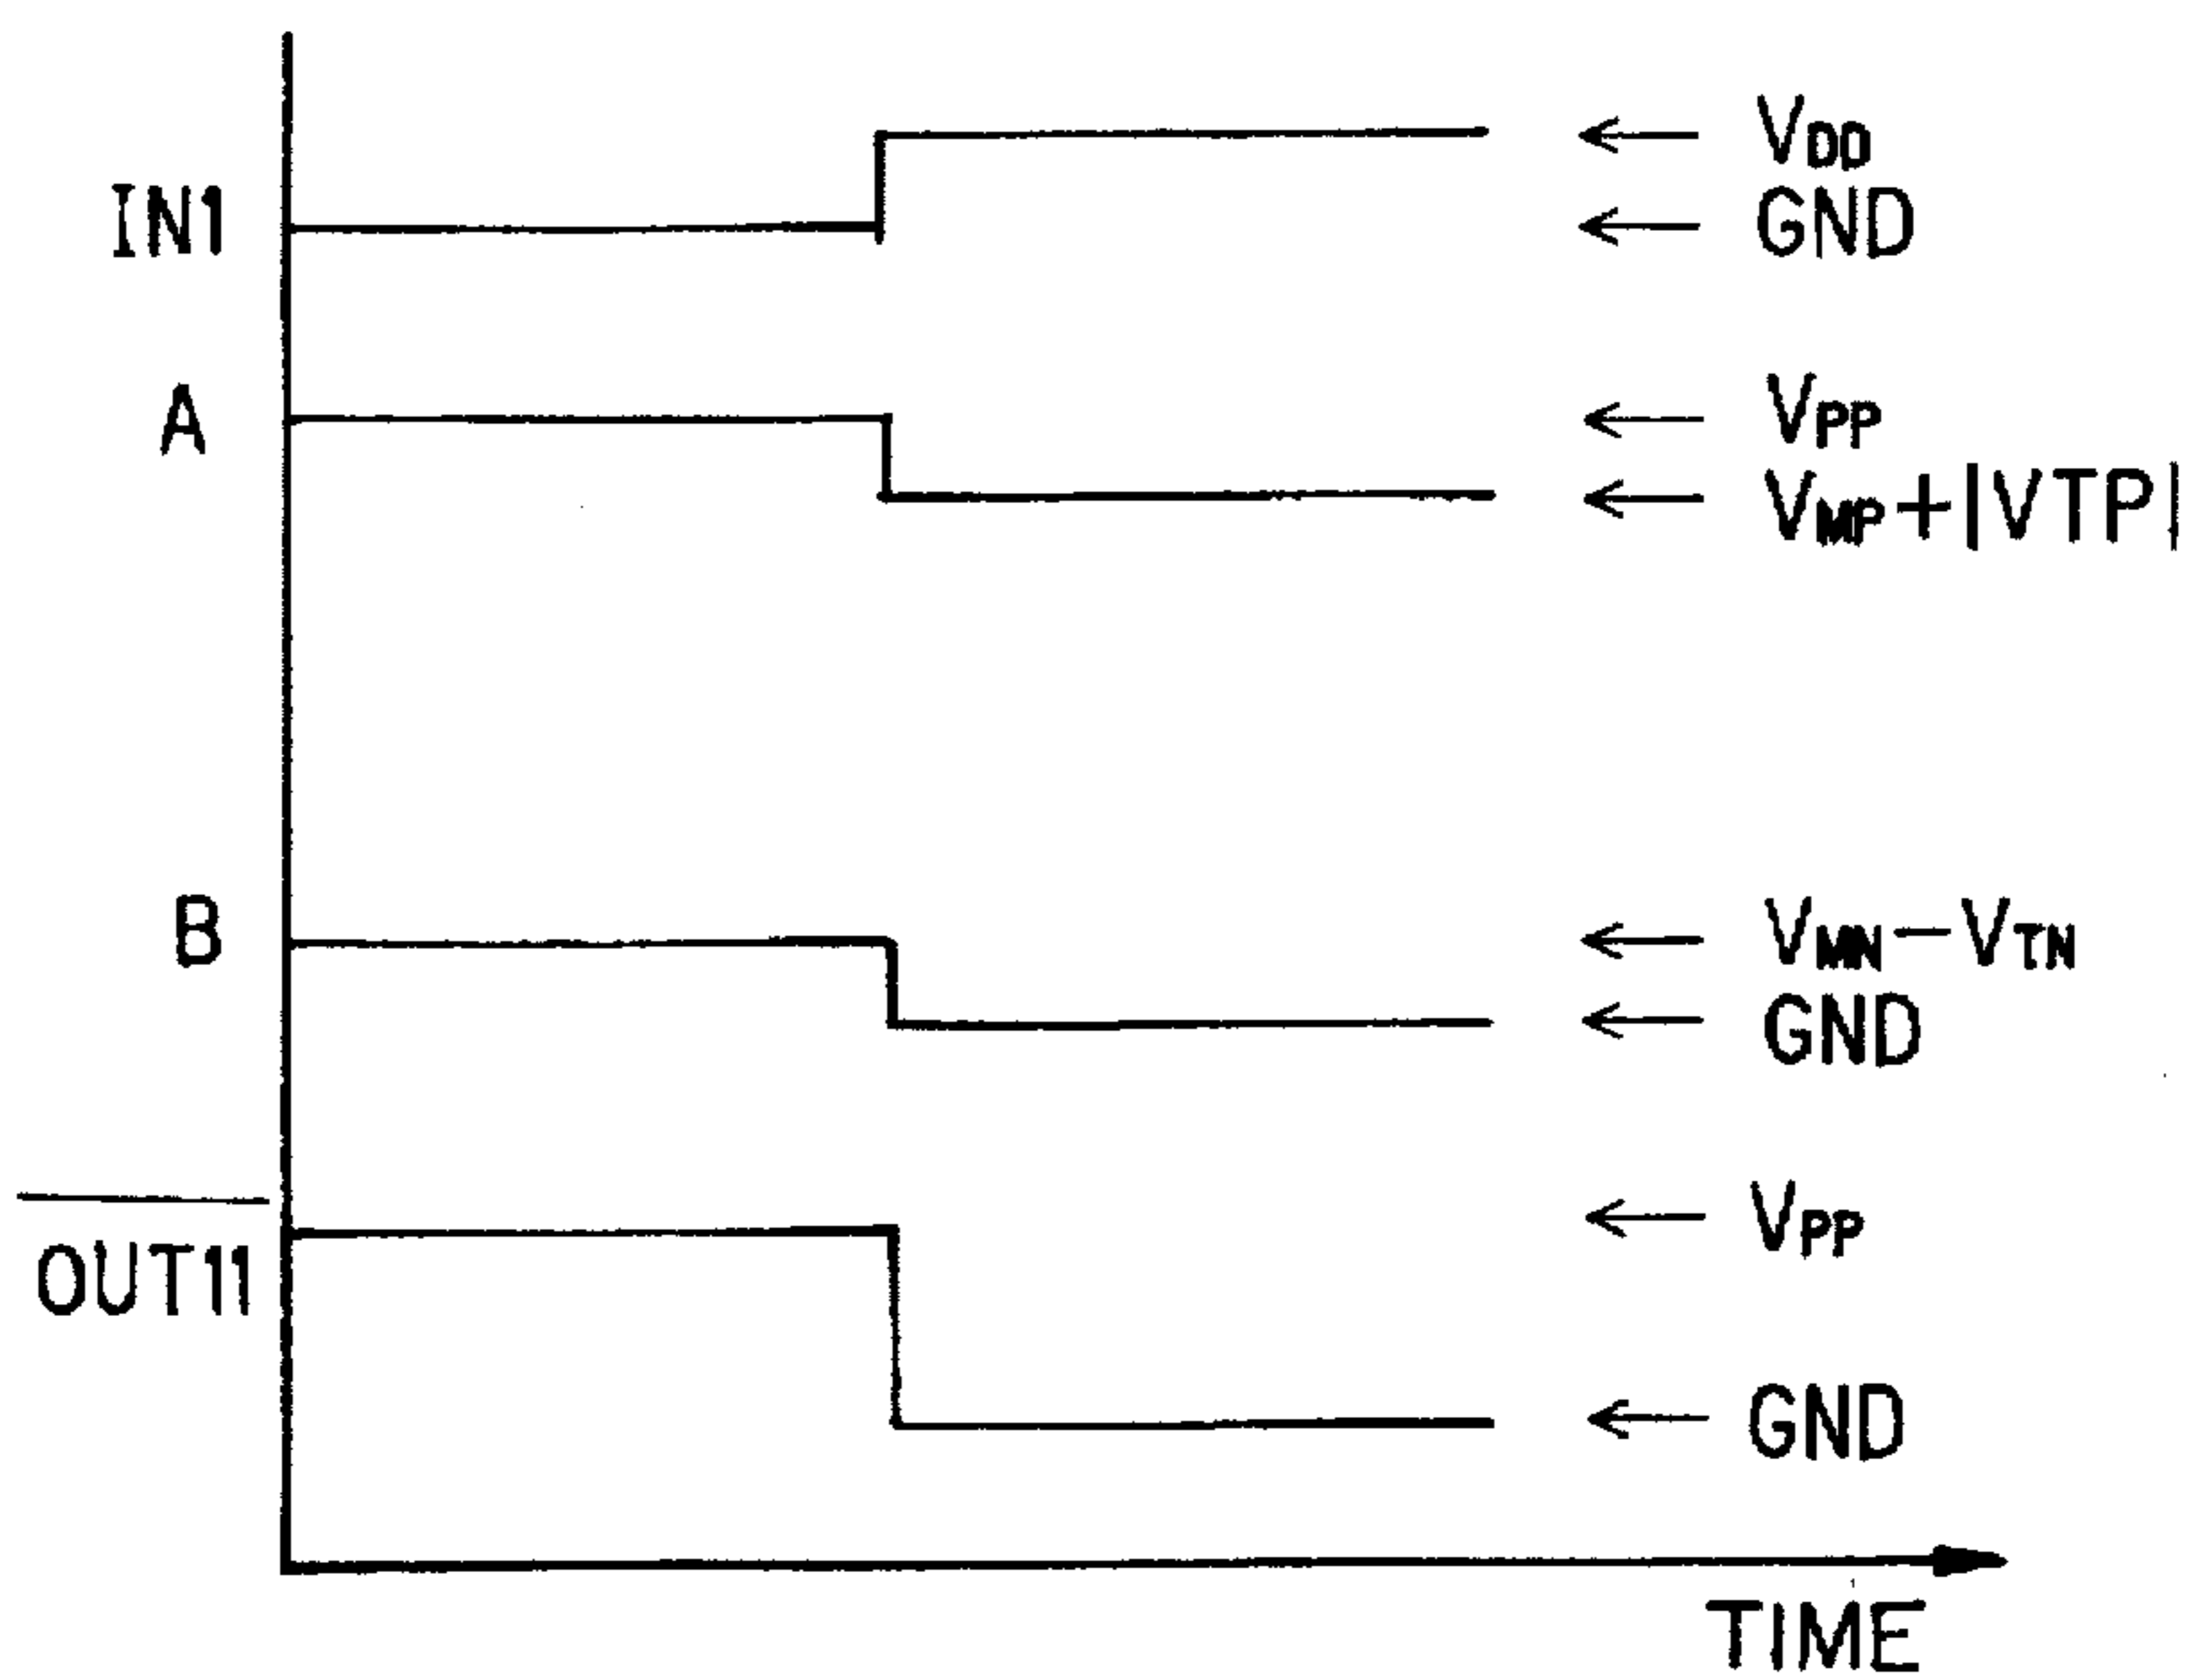 IN1
VDD
GND
A
VPP
VMP+|VTP|
B
VMN−VTN
GND
OUT11
VPP
GND
TIME